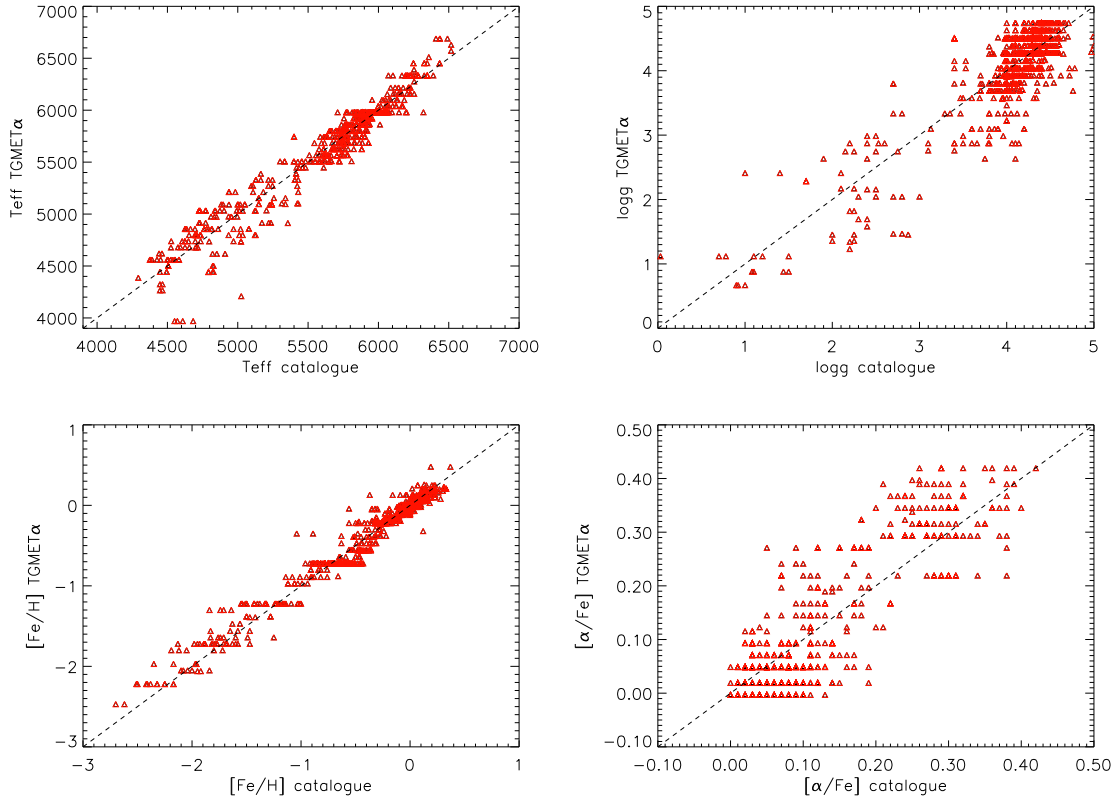 7000
6500
6000
5500
5000
4500
4000
Teff TGMETα
4000 4500 5000 5500 6000 6500 7000
Teff catalogue
5
4
3
2
1
0
logg TGMETα
0 1 2 3 4 5
logg catalogue
1
0
−1
−2
−3
[Fe/H] TGMETα
−3 −2 −1 0 1
[Fe/H] catalogue
0.50
0.40
0.30
0.20
0.10
0.00
−0.10
[α/Fe] TGMETα
−0.10 0.00 0.10 0.20 0.30 0.40 0.50
[α/Fe] catalogue